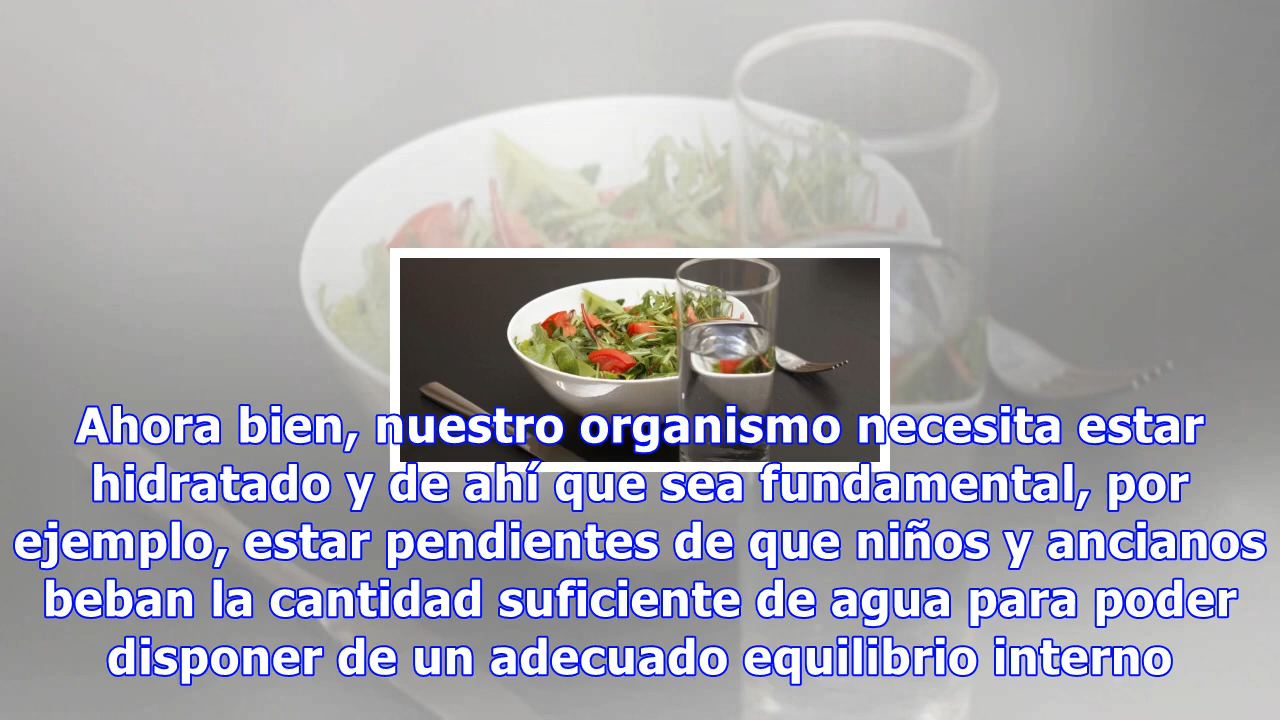 Ahora bien, nuestro organismo necesita estar
hidratado y de ahí que sea fundamental, por
ejemplo, estar pendientes de que niños y ancianos
beban la cantidad suficiente de agua para poder
disponer de un adecuado equilibrio interno